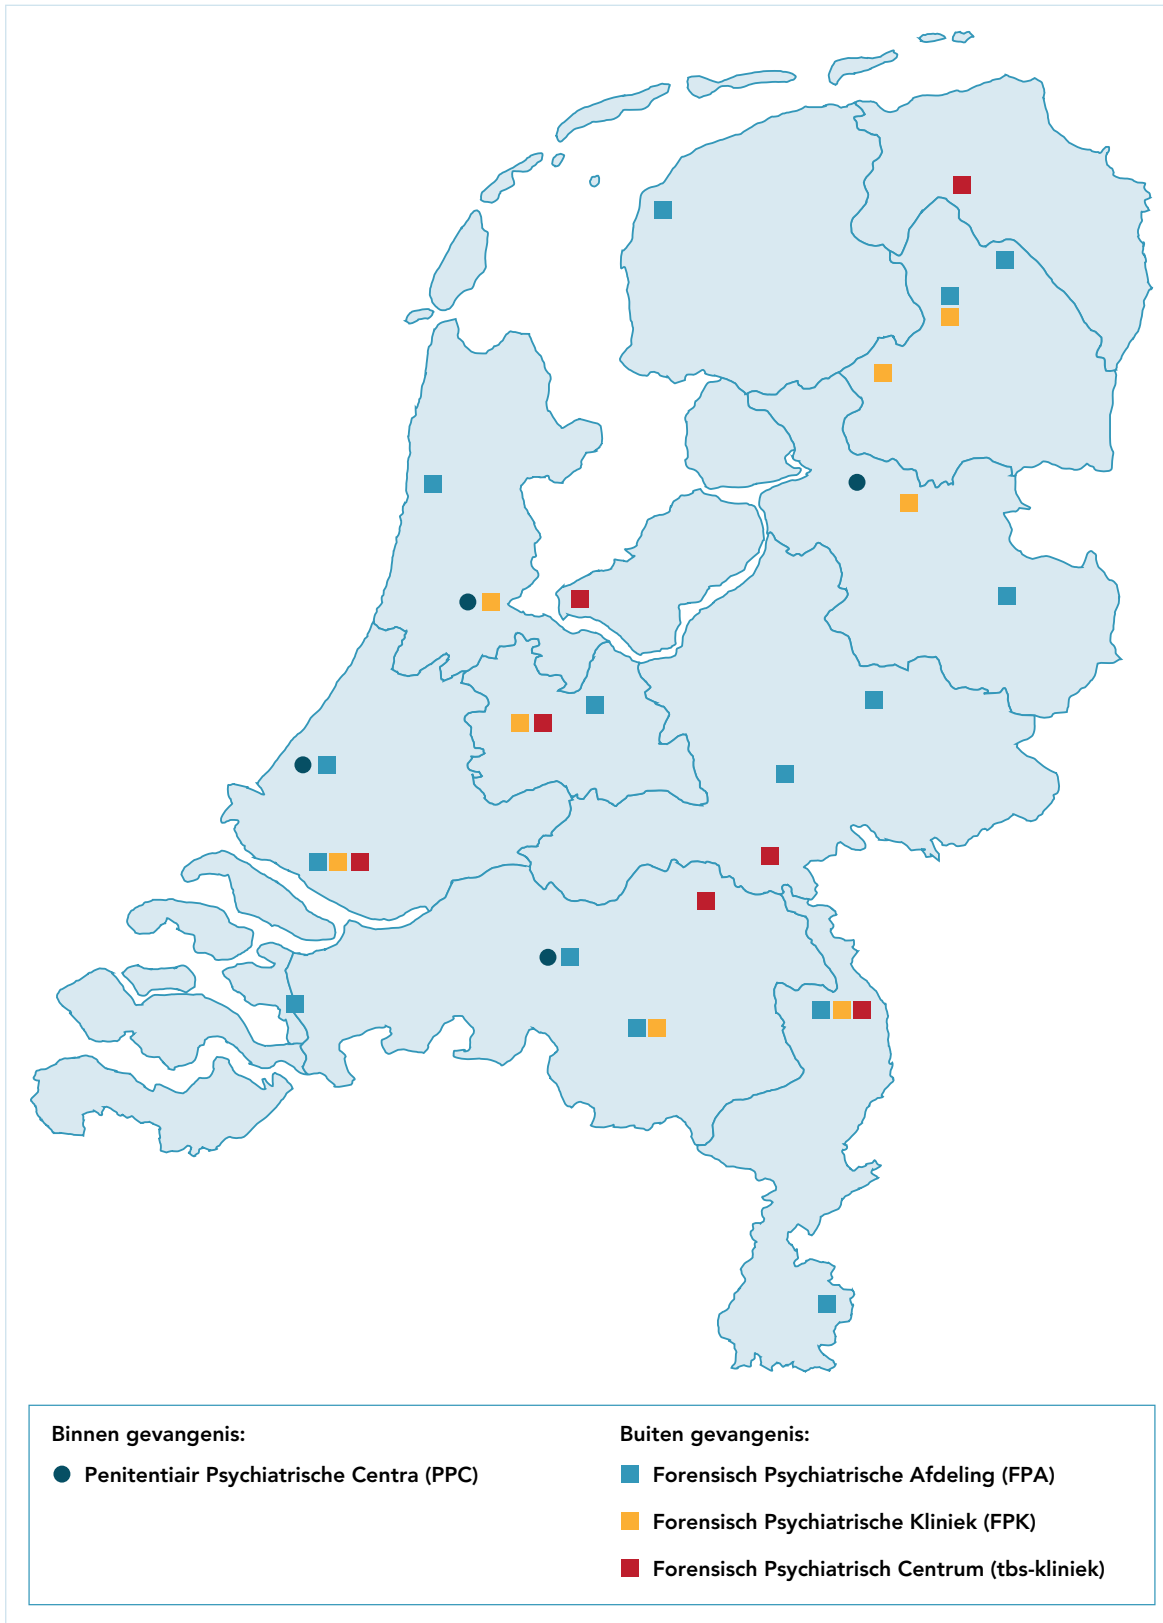 Binnen gevangenis:
Penitentiair Psychiatrische Centra (PPC)
Buiten gevangenis:
Forensisch Psychiatrische Afdeling (FPA)
Forensisch Psychiatrische Kliniek (FPK)
Forensisch Psychiatrisch Centrum (tbs-kliniek)